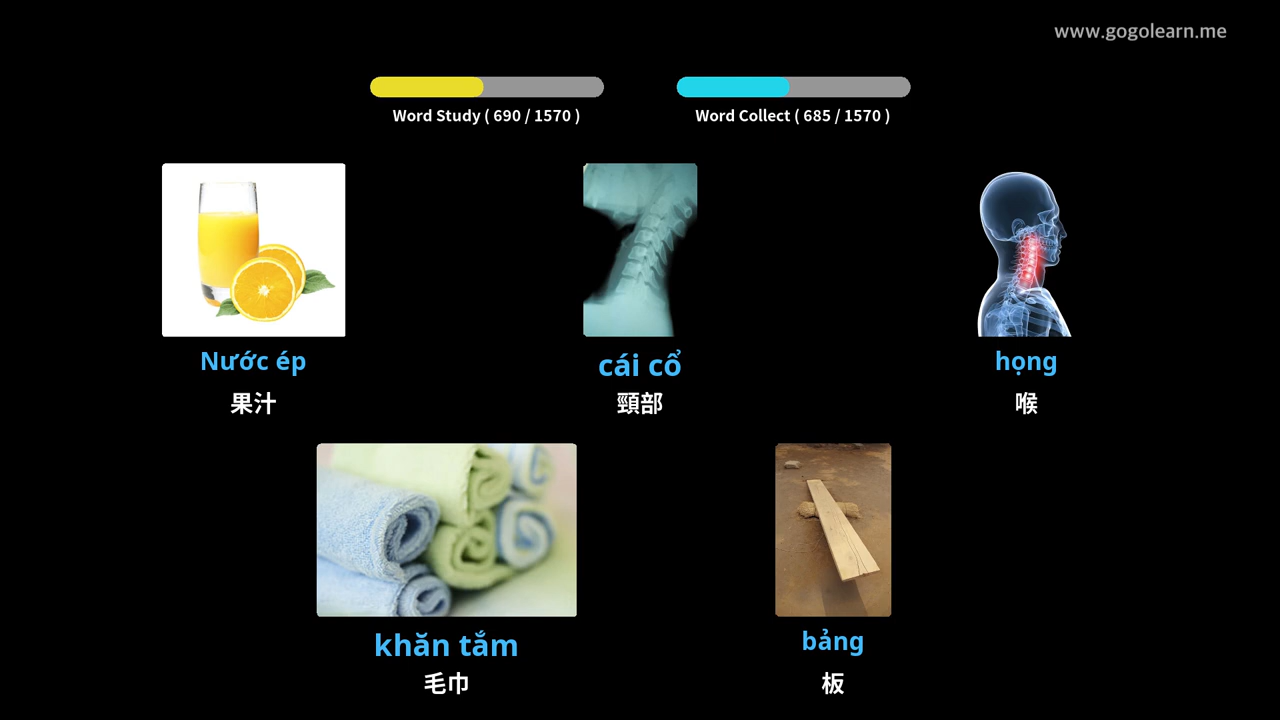 www.gogolearn.me
Word Study ( 690 / 1570 )
Word Collect ( 685 / 1570 )
Nước ép
果汁
cái cổ
頸部
họng
喉
khăn tắm
毛巾
bảng
板